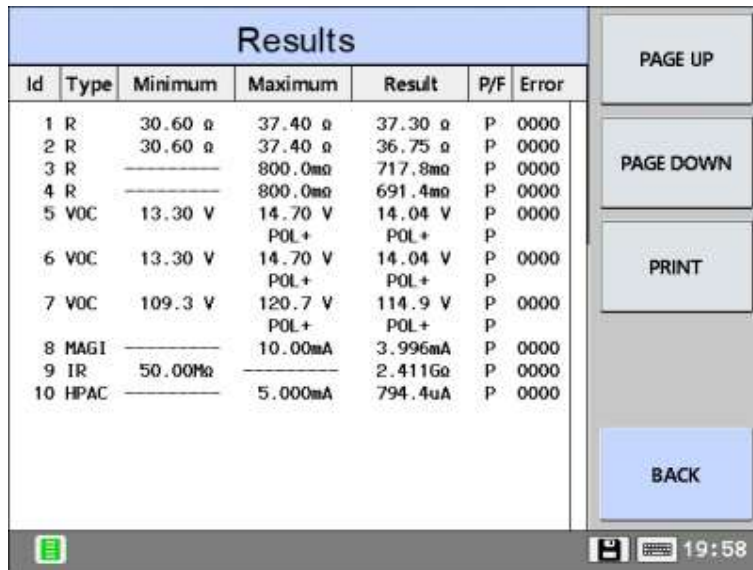 Results
Id Type Minimum Maximum Result P/F Error
1 R 30.60 Ω 37.40 Ω 37.30 Ω P 0000
2 R 30.60 Ω 37.40 Ω 36.75 Ω P 0000
3 R --------- 800.0mΩ 717.8mΩ P 0000
4 R --------- 800.0mΩ 691.4mΩ P 0000
5 VOC 13.30 V 14.70 V 14.04 V P 0000
POL+ POL+ P
6 VOC 13.30 V 14.70 V 14.04 V P 0000
POL+ POL+ P
7 VOC 109.3 V 120.7 V 114.9 V P 0000
POL+ POL+ P
8 MAGI --------- 10.00mA 3.996mA P 0000
9 IR 50.00MΩ --------- 2.411GΩ P 0000
10 HPAC --------- 5.000mA 794.4uA P 0000
PAGE UP
PAGE DOWN
PRINT
BACK
19:58